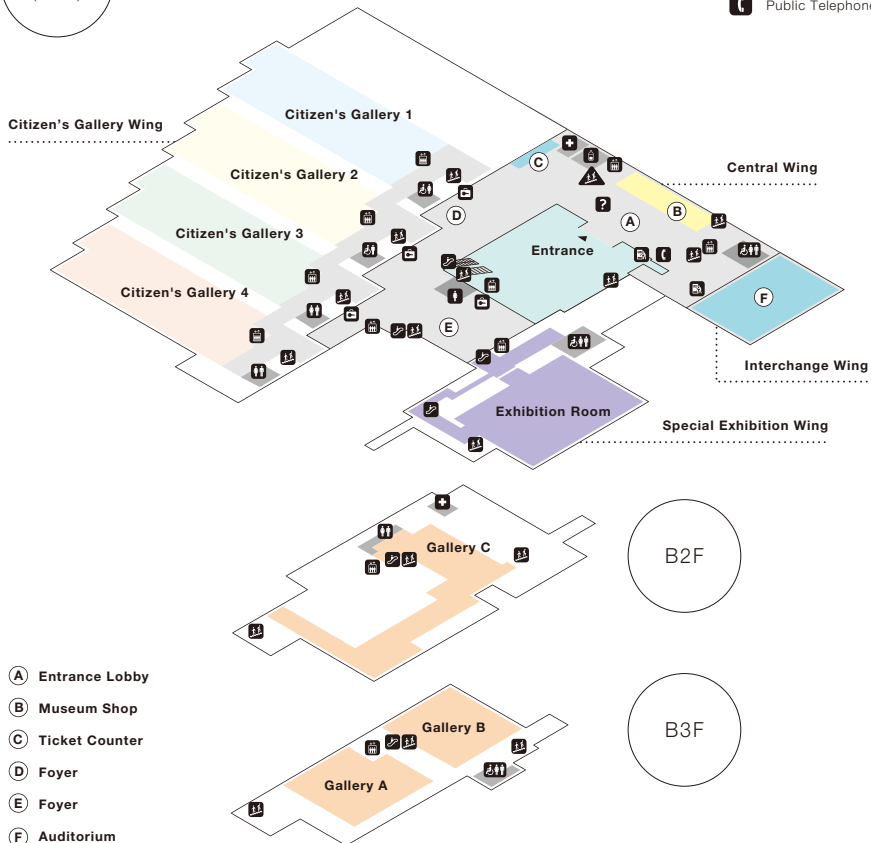 Public Telephone
Citizen's Gallery 1
Citizen's Gallery Wing
Central Wing
C
Citizen's Gallery 2
?
A
B
D
Citizen's Gallery 3
Entrance
Citizen's Gallery 4
F
E
Interchange Wing
Exhibition Room
Special Exhibition Wing
Gallery C
B2F
A Entrance Lobby
B Museum Shop
C Ticket Counter
D Foyer
E Foyer
F Auditorium
Gallery B
B3F
Gallery A